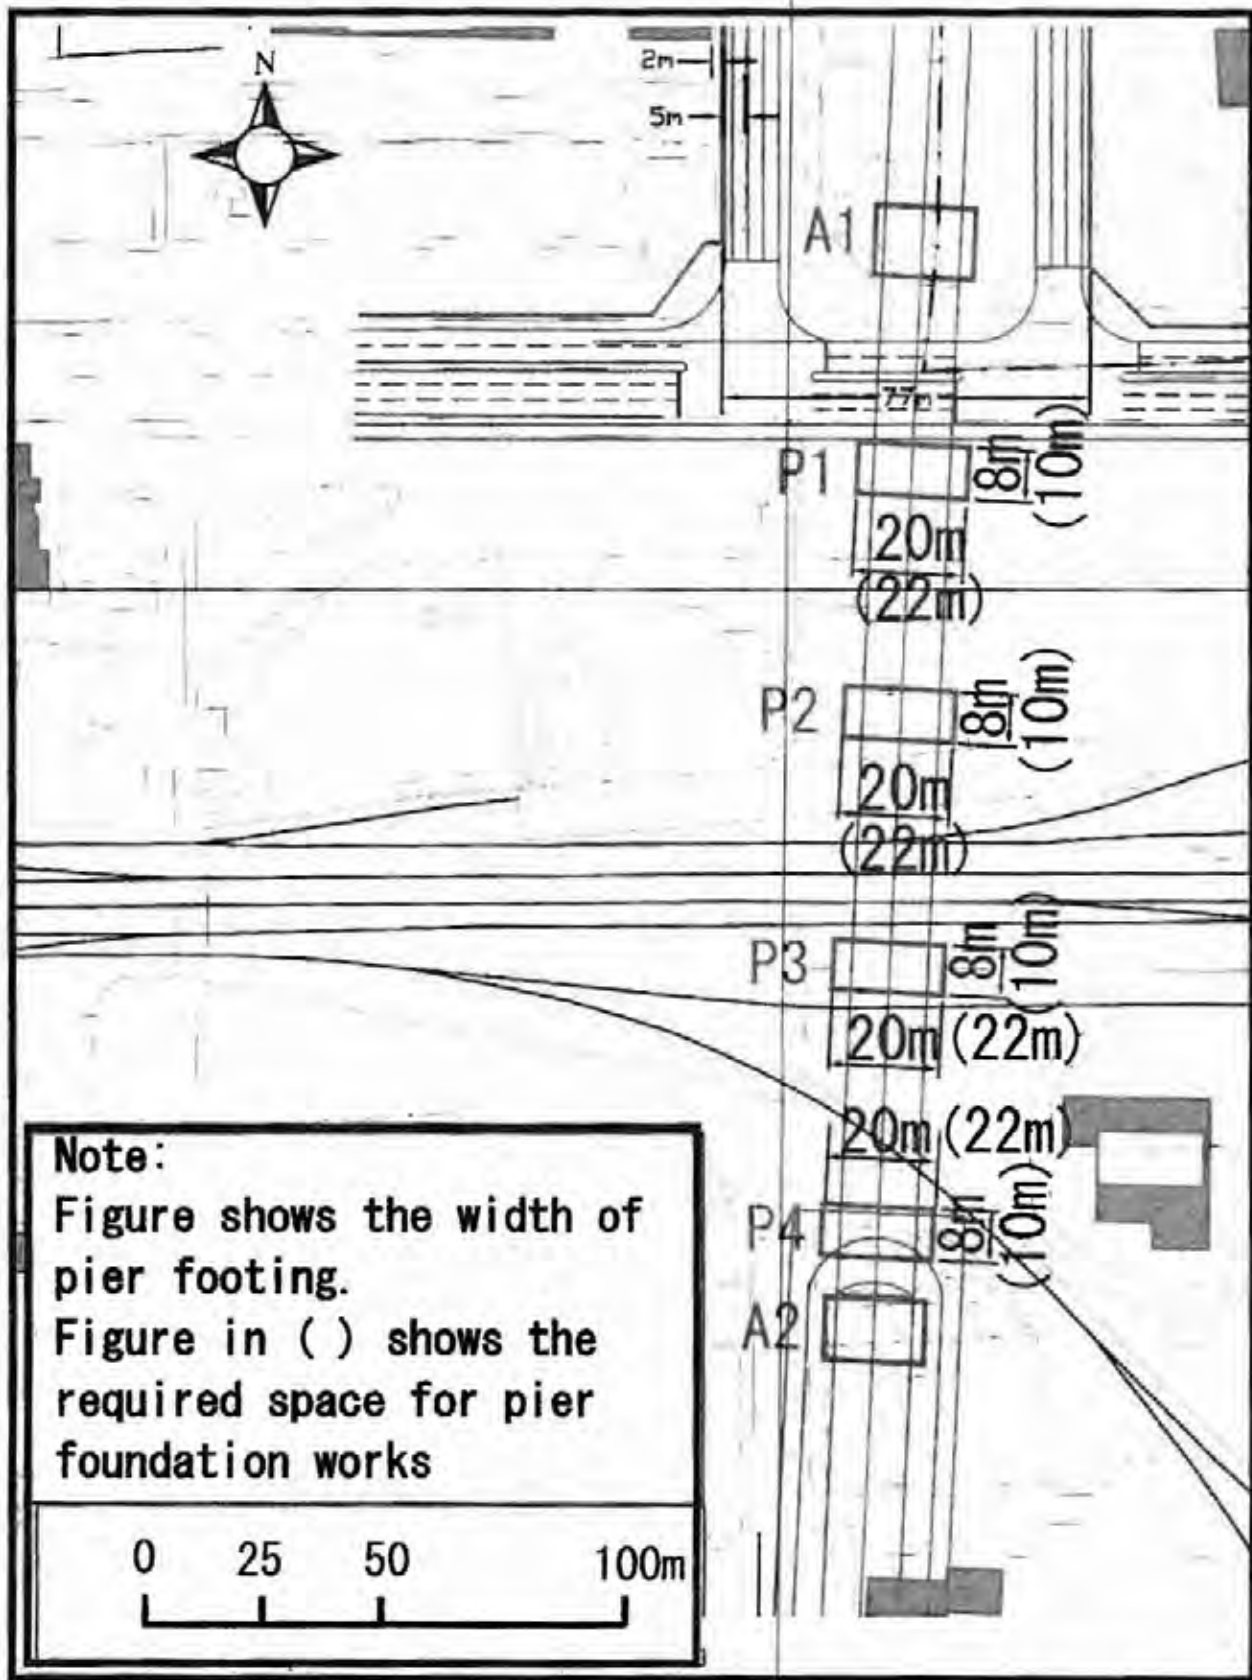 N
2m
5m
A1
77m
P1
8m
(10m)
20m
(22m)
P2
8m
(10m)
20m
(22m)
P3
8m
(10m)
20m (22m)
20m (22m)
P4
8m
(10m)
A2
Note:
Figure shows the width of
pier footing.
Figure in ( ) shows the
required space for pier
foundation works
0 25 50 100m